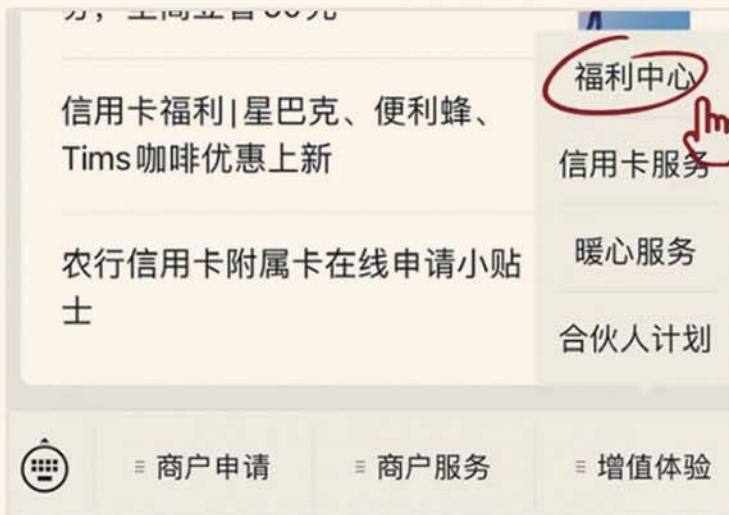 信用卡福利|星巴克、便利蜂、
Tims咖啡优惠上新
农行信用卡附属卡在线申请小贴
士
福利中心
信用卡服务
暖心服务
合伙人计划
商户申请
商户服务
增值体验